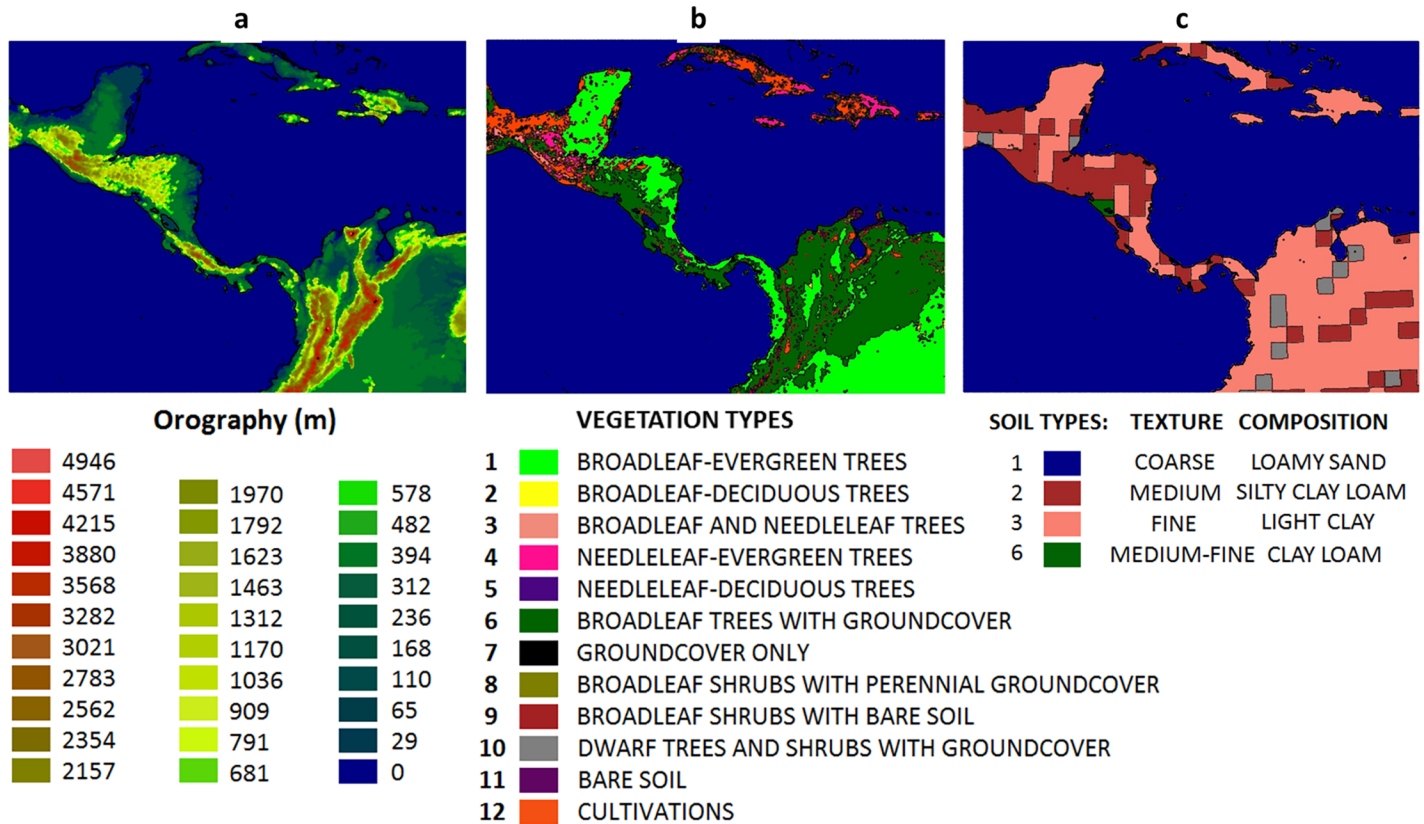 a b c
Orography (m)
4946
4571
4215
3880
3568
3282
3021
2783
2562
2354
2157
1970
1792
1623
1463
1312
1170
1036
909
791
681
578
482
394
312
236
168
110
65
29
0
VEGETATION TYPES
1 BROADLEAF-EVERGREEN TREES
2 BROADLEAF-DECIDUOUS TREES
3 BROADLEAF AND NEEDLELEAF TREES
4 NEEDLELEAF-EVERGREEN TREES
5 NEEDLELEAF-DECIDUOUS TREES
6 BROADLEAF TREES WITH GROUNDCOVER
7 GROUNDCOVER ONLY
8 BROADLEAF SHRUBS WITH PERENNIAL GROUNDCOVER
9 BROADLEAF SHRUBS WITH BARE SOIL
10 DWARF TREES AND SHRUBS WITH GROUNDCOVER
11 BARE SOIL
12 CULTIVATIONS
SOIL TYPES: TEXTURE COMPOSITION
1 COARSE LOAMY SAND
2 MEDIUM SILTY CLAY LOAM
3 FINE LIGHT CLAY
6 MEDIUM-FINE CLAY LOAM